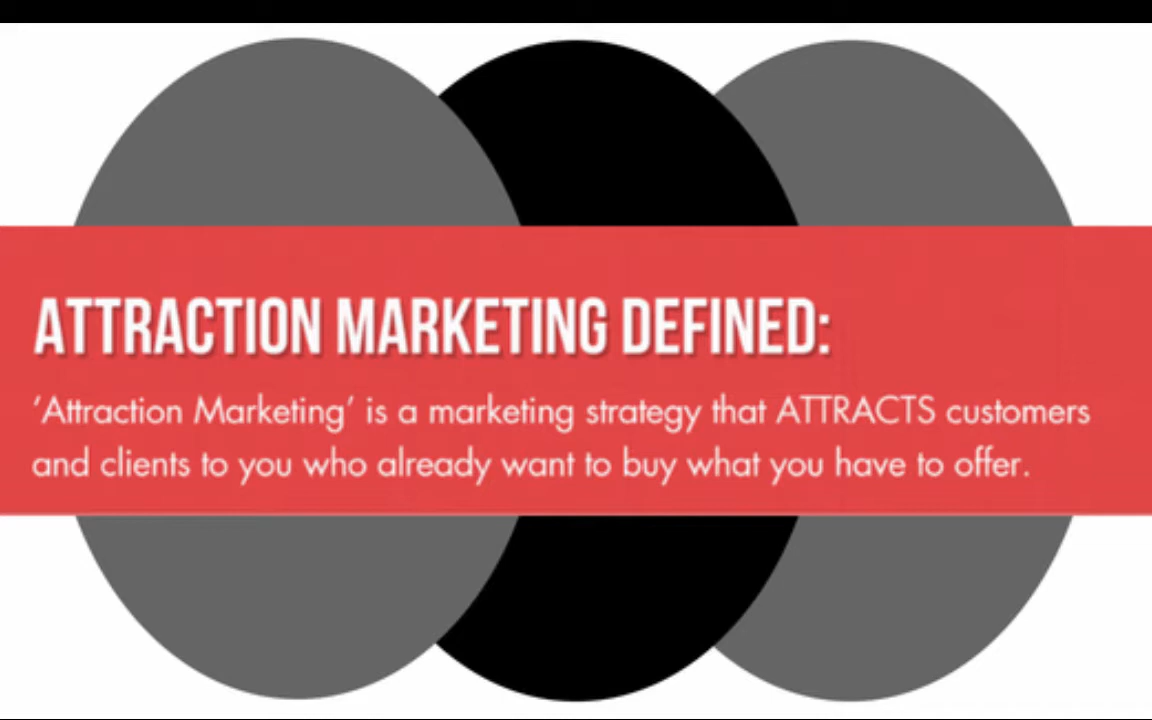 ATTRACTION MARKETING DEFINED:
‘Attraction Marketing’ is a marketing strategy that ATTRACTS customers
and clients to you who already want to buy what you have to offer.